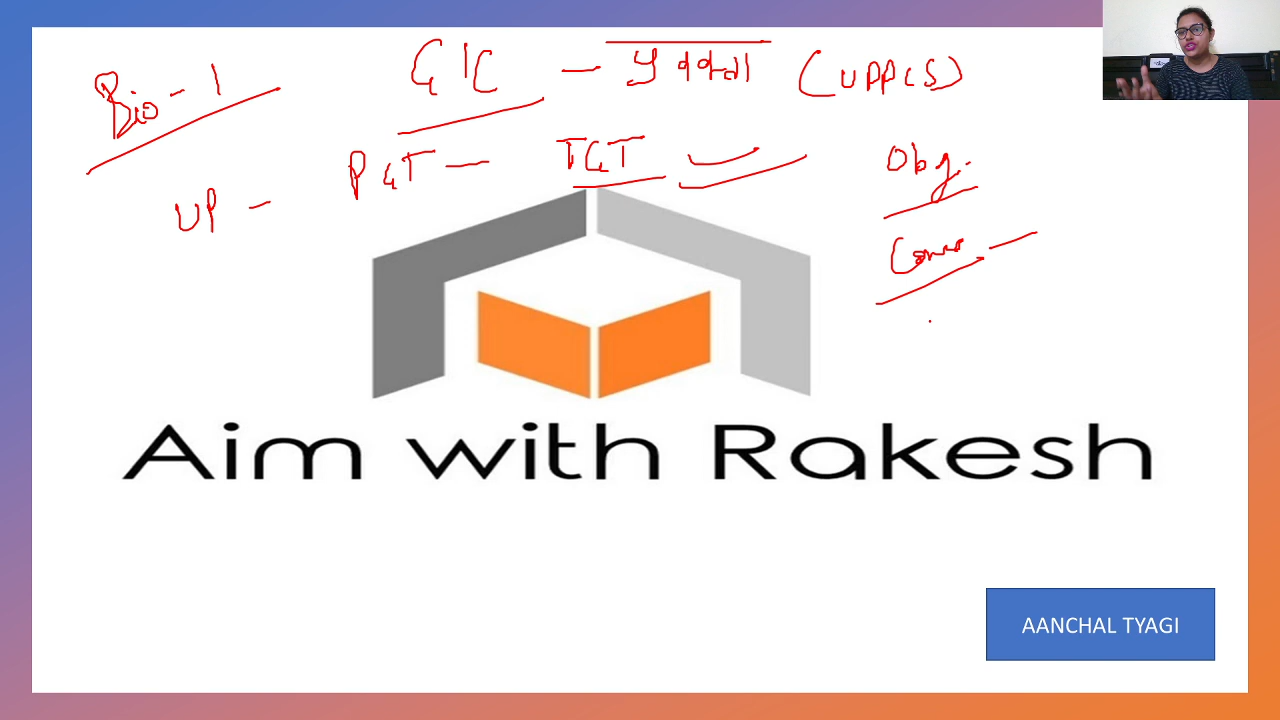 Bio - 1
GIC — प्रवक्ता (UPPCS)
UP - PGT — TGT
Obj.
Aim with Rakesh
AANCHAL TYAGI